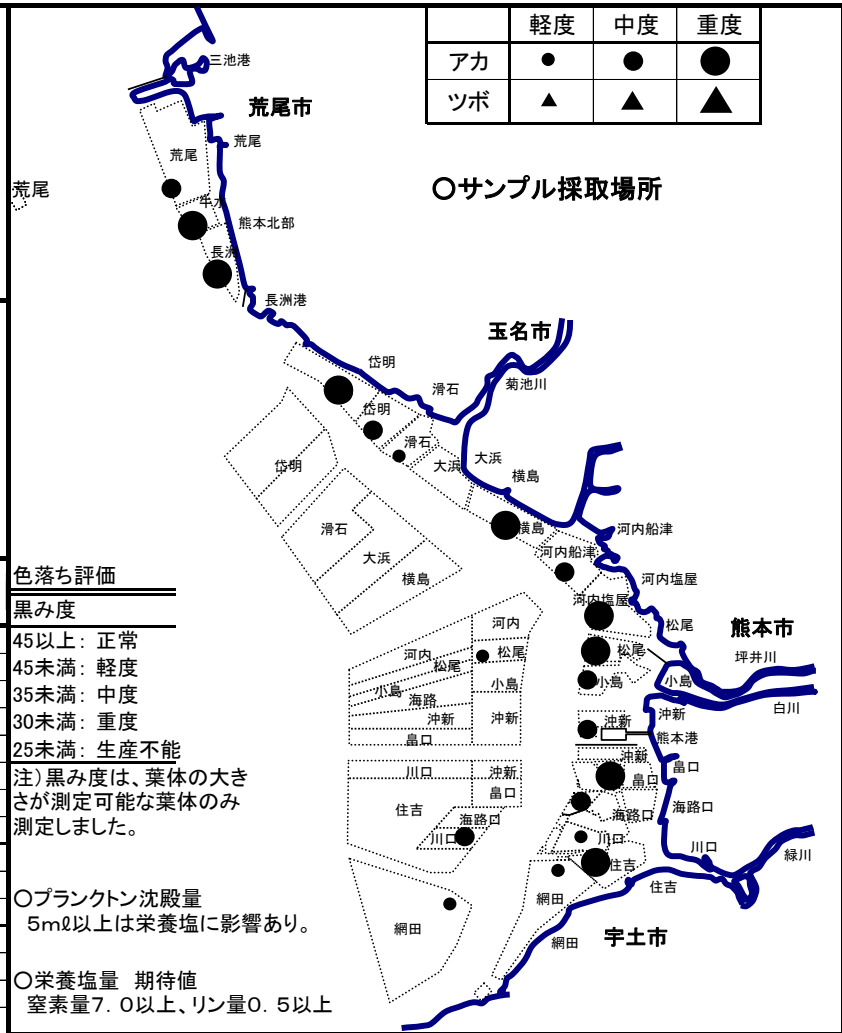 軽度 中度 重度
アカ
ツボ
三池港
荒尾市
荒尾
荒尾
〇サンプル採取場所
荒尾
牛水
熊本北部
長洲
長洲港
玉名市
岱明
菊池川
滑石
岱明
滑石
大浜
大浜
岱明
横島
滑石
横島
河内船津
大浜
河内船津
横島
河内塩屋
色落ち評価
河内塩屋
黒み度
河内
松尾
熊本市
45以上: 正常
河内
松尾
松尾
坪井川
45未満: 軽度
松尾
小島
小島
小島
小島
35未満: 中度
海路
白川
沖新
沖新
沖新
沖新
30未満: 重度
畠口
熊本港
25未満: 生産不能
沖新
川口
沖新
畠口
畠口
注)黒み度は、葉体の大き
さが測定可能な葉体のみ
測定しました。
畠口
住吉
海路口
海路口
海路口
川口
川口
川口
緑川
住吉
住吉
〇プランクトン沈殿量
5mℓ以上は栄養塩に影響あり。
網田
網田
網田
宇土市
〇栄養塩量 期待値
窒素量7.0以上、リン量0.5以上